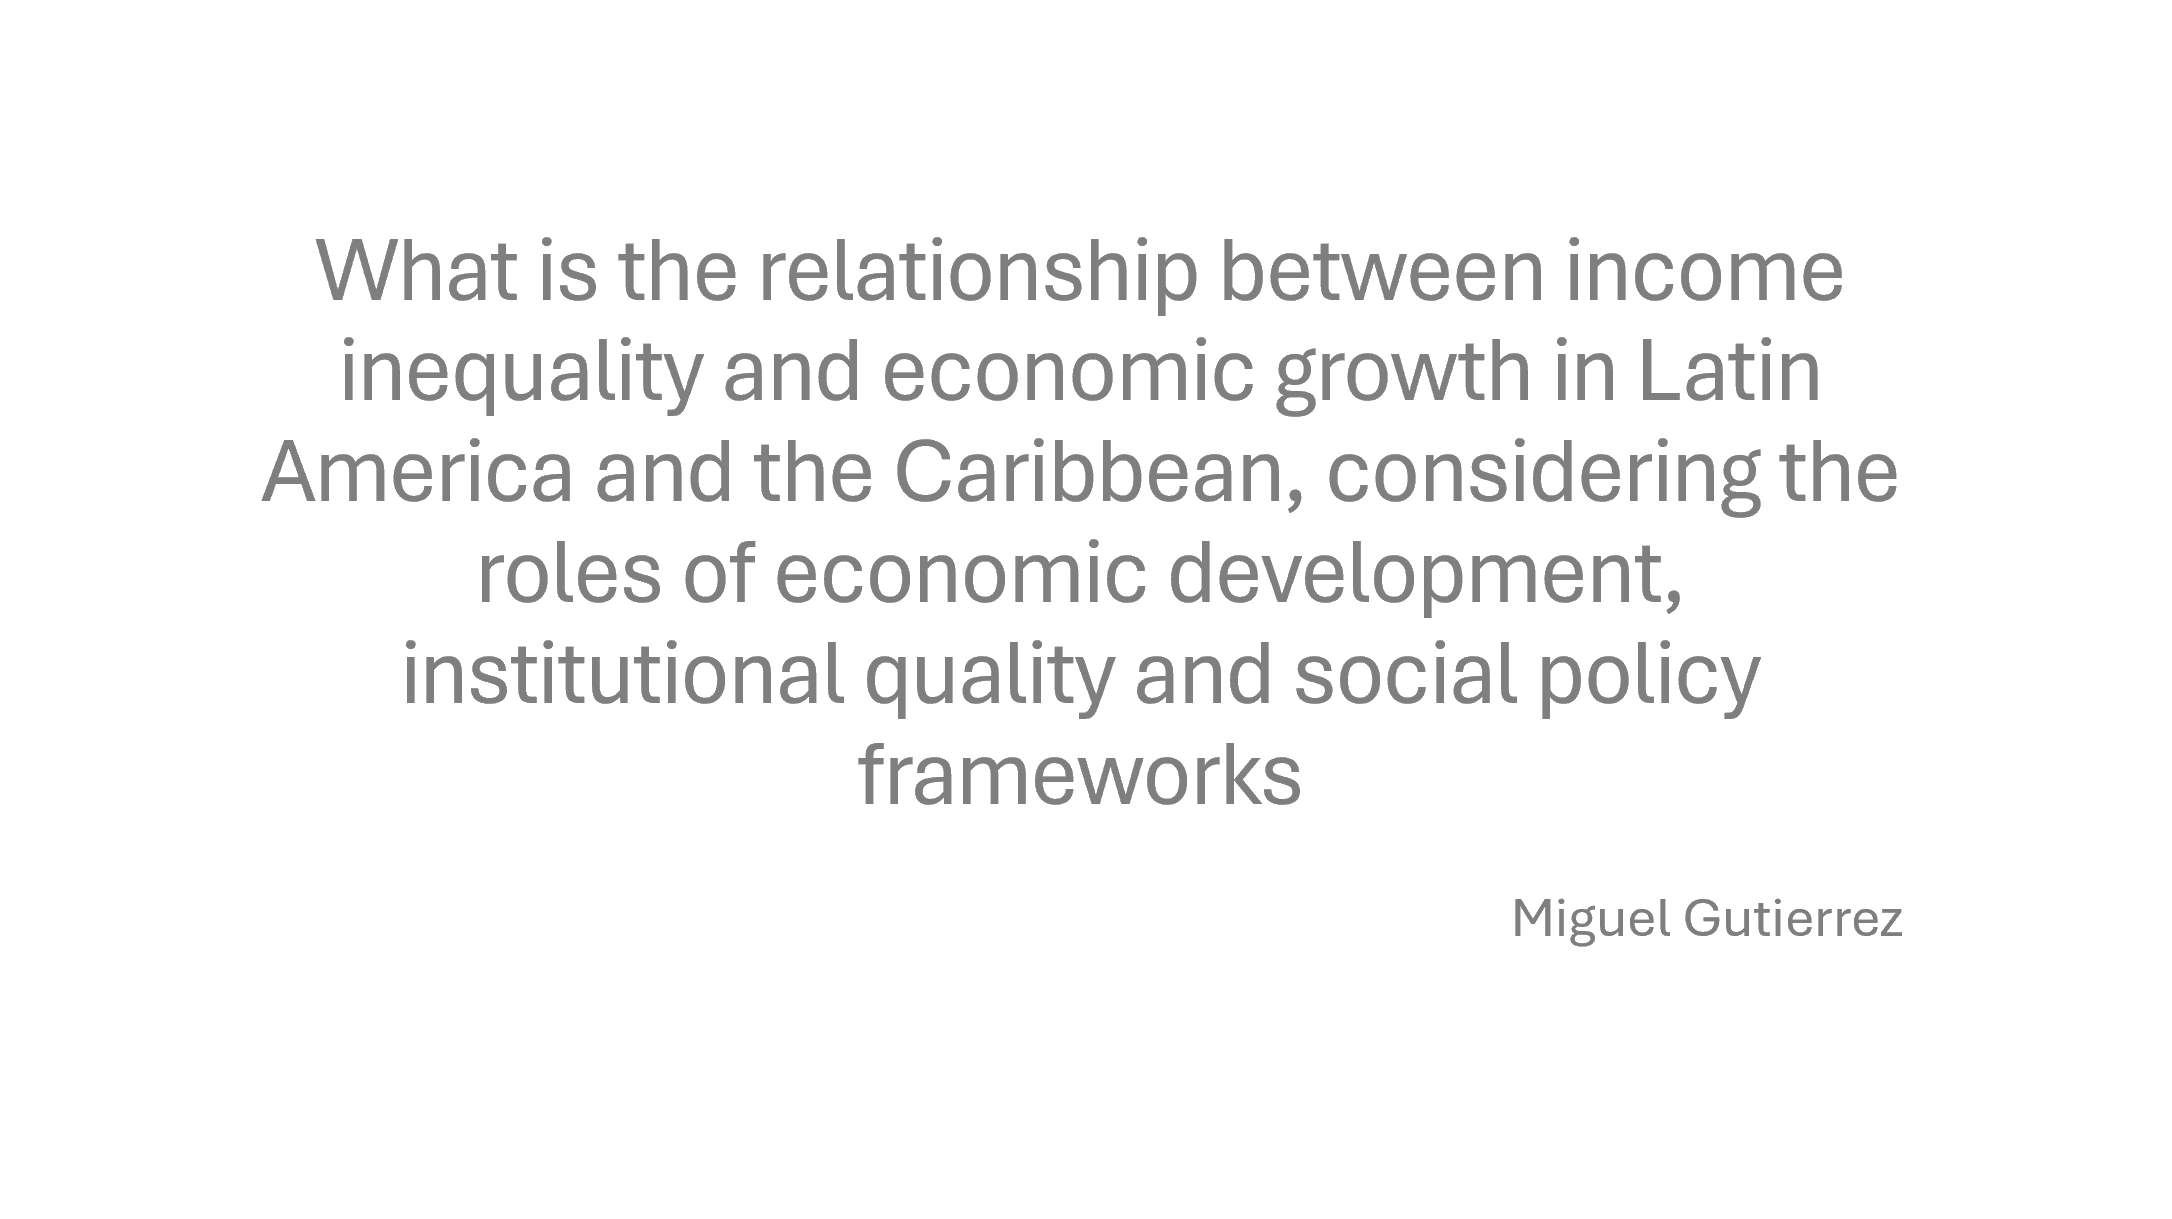 What is the relationship between income
inequality and economic growth in Latin
America and the Caribbean, considering the
roles of economic development,
institutional quality and social policy
frameworks
Miguel Gutierrez